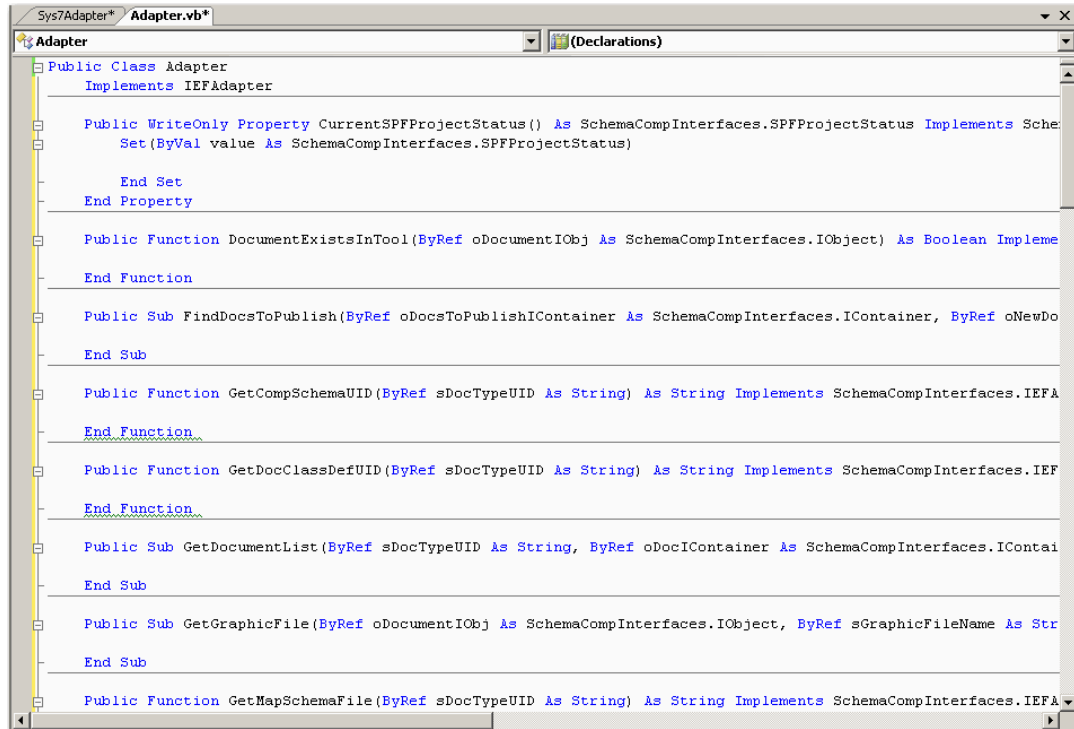 Sys7Adapter* Adapter.vb*
Adapter (Declarations)
Public Class Adapter
Implements IEFAdapter
Public WriteOnly Property CurrentSPFProjectStatus() As SchemaCompInterfaces.SPFProjectStatus Implements Sche
Set(ByVal value As SchemaCompInterfaces.SPFProjectStatus)
End Set
End Property
Public Function DocumentExistsInTool(ByRef oDocumentIObj As SchemaCompInterfaces.IObject) As Boolean Impleme
End Function
Public Sub FindDocsToPublish(ByRef oDocsToPublishIContainer As SchemaCompInterfaces.IContainer, ByRef oNewDo
End Sub
Public Function GetCompSchemaUID(ByRef sDocTypeUID As String) As String Implements SchemaCompInterfaces.IEFA
End Function
Public Function GetDocClassDefUID(ByRef sDocTypeUID As String) As String Implements SchemaCompInterfaces.IEF
End Function
Public Sub GetDocumentList(ByRef sDocTypeUID As String, ByRef oDocIContainer As SchemaCompInterfaces.IContai
End Sub
Public Sub GetGraphicFile(ByRef oDocumentIObj As SchemaCompInterfaces.IObject, ByRef sGraphicFileName As Str
End Sub
Public Function GetMapSchemaFile(ByRef sDocTypeUID As String) As String Implements SchemaCompInterfaces.IEFA